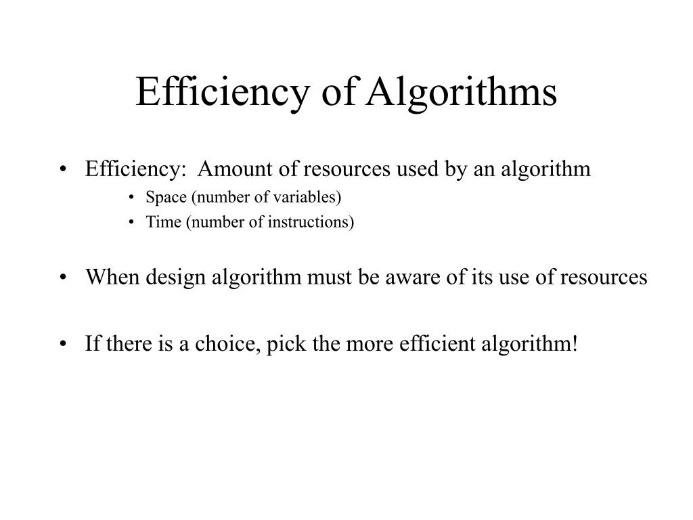 Efficiency of Algorithms
• Efficiency:  Amount of resources used by an algorithm
• Space (number of variables)
• Time (number of instructions)
• When design algorithm must be aware of its use of resources
• If there is a choice, pick the more efficient algorithm!